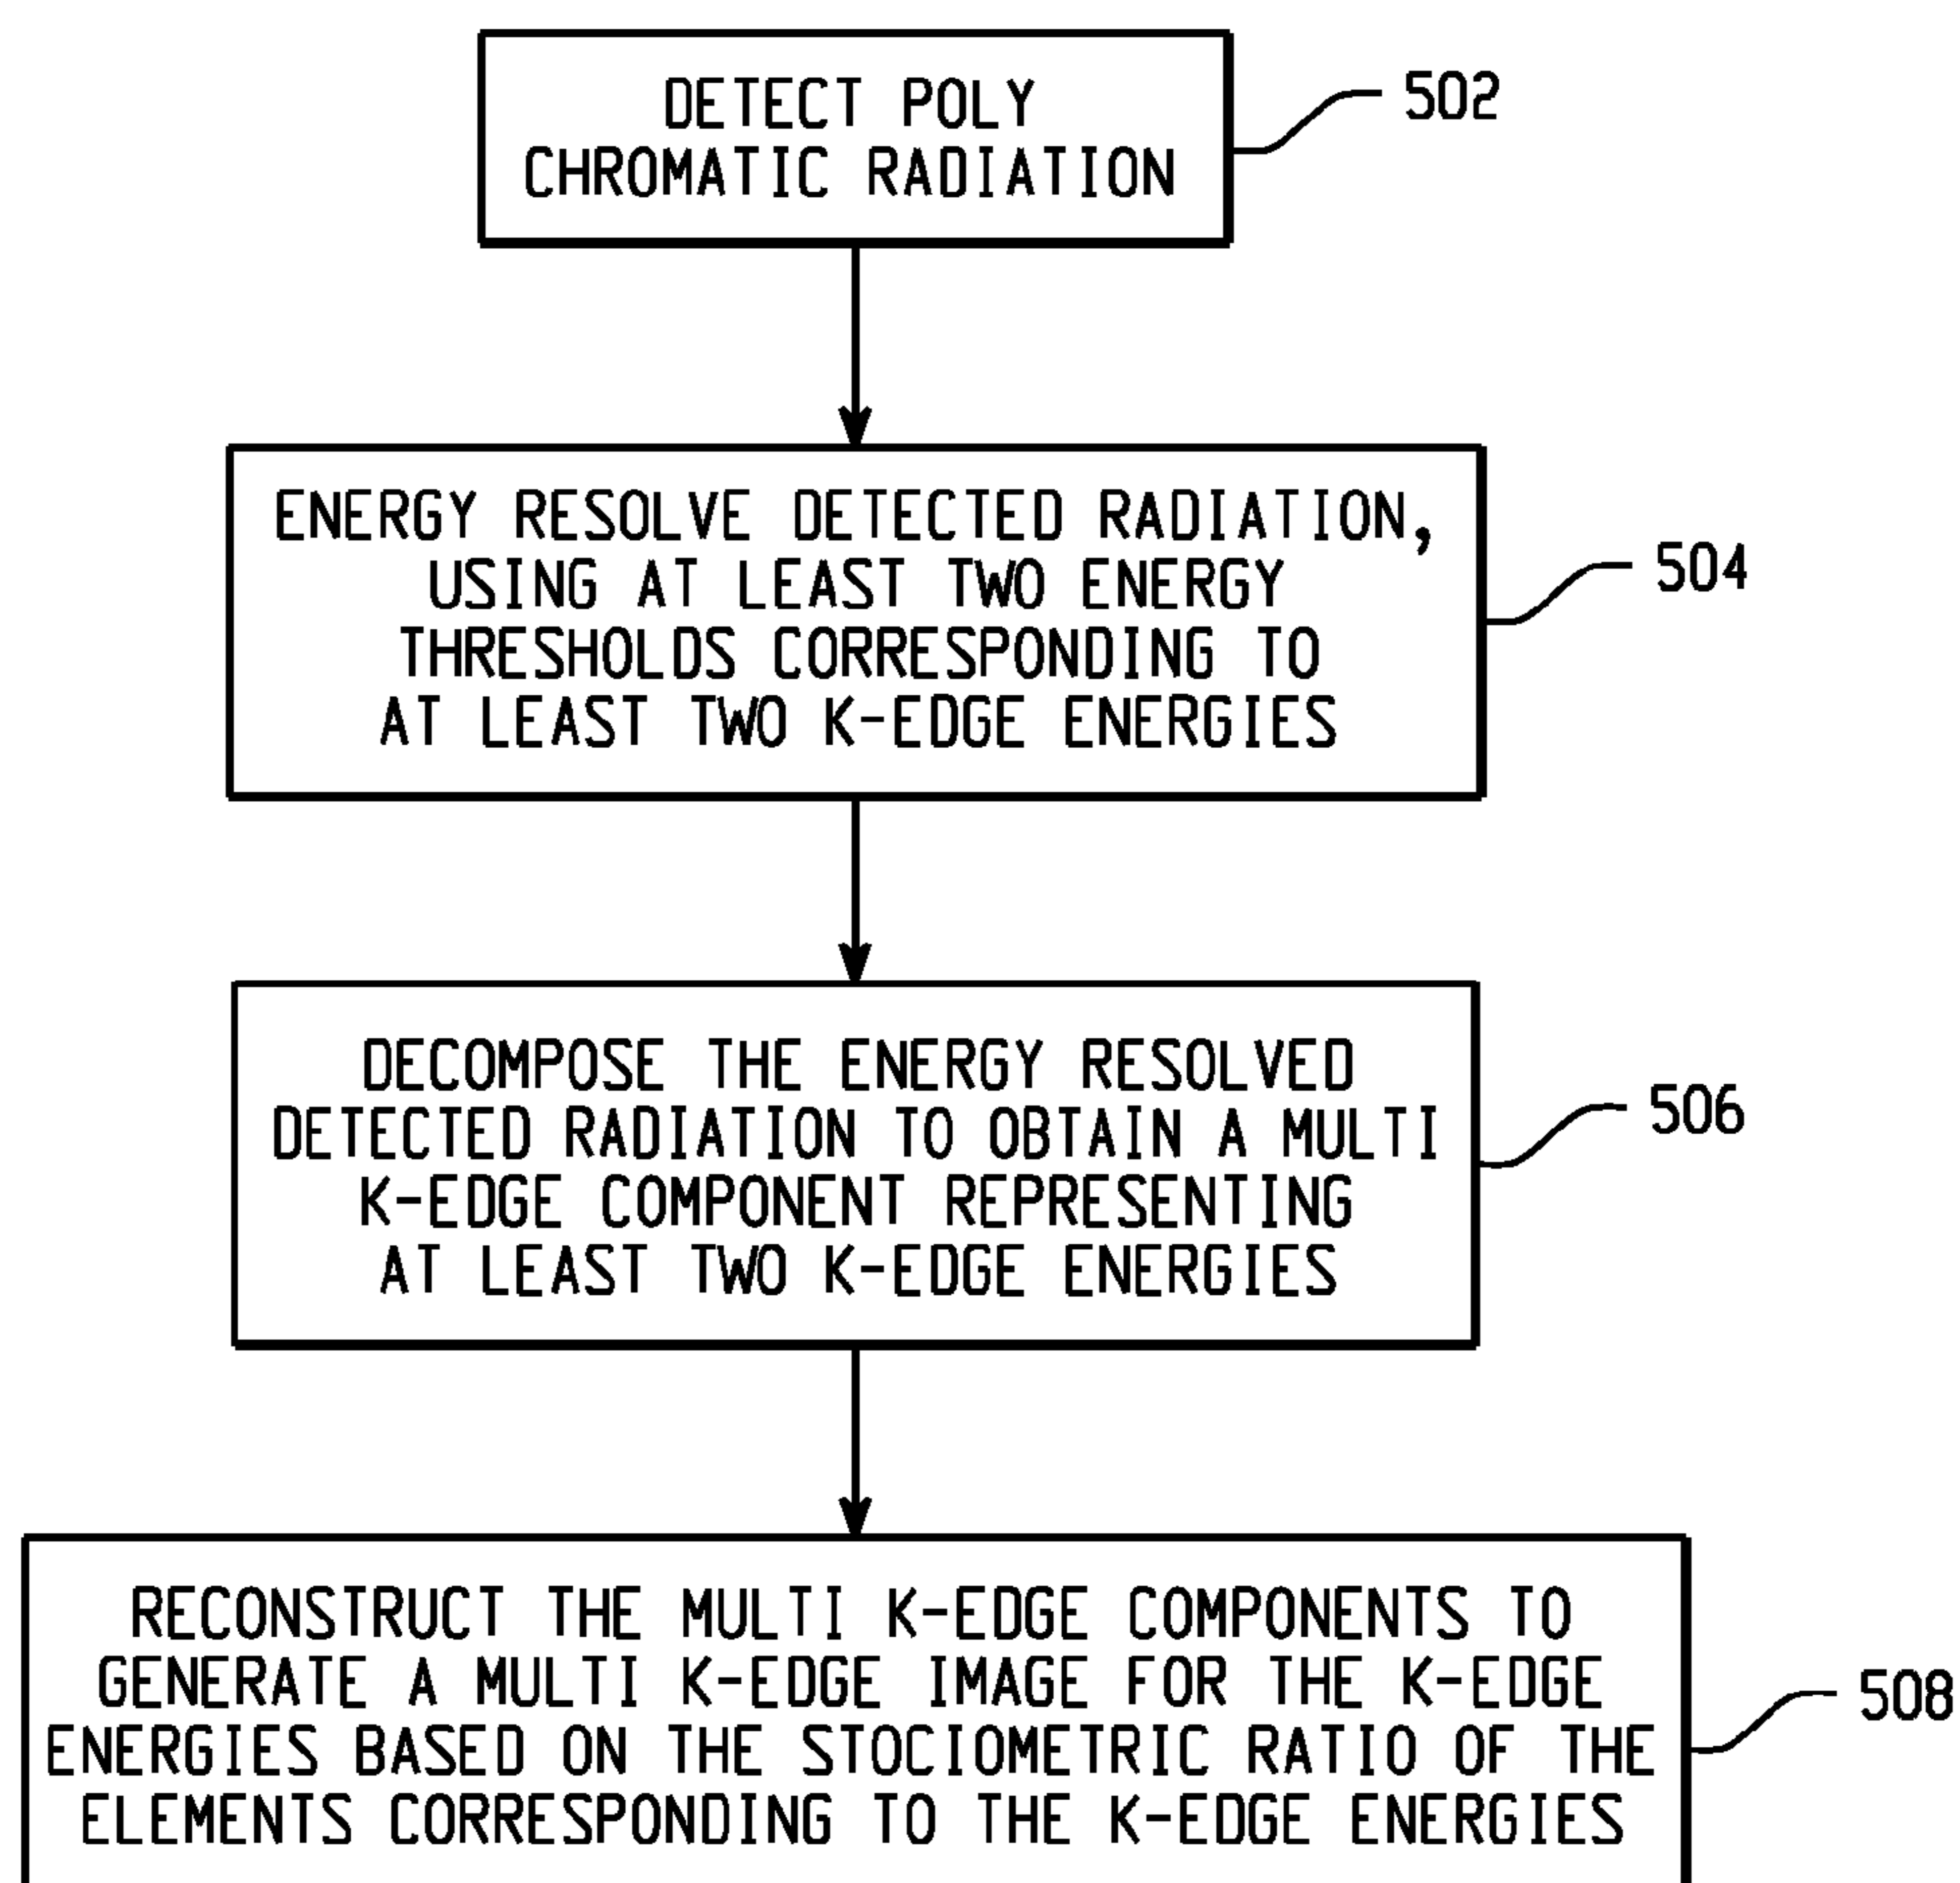 DETECT POLY
CHROMATIC RADIATION
502
ENERGY RESOLVE DETECTED RADIATION,
USING AT LEAST TWO ENERGY
THRESHOLDS CORRESPONDING TO
AT LEAST TWO K-EDGE ENERGIES
504
DECOMPOSE THE ENERGY RESOLVED
DETECTED RADIATION TO OBTAIN A MULTI
K-EDGE COMPONENT REPRESENTING
AT LEAST TWO K-EDGE ENERGIES
506
RECONSTRUCT THE MULTI K-EDGE COMPONENTS TO
GENERATE A MULTI K-EDGE IMAGE FOR THE K-EDGE
ENERGIES BASED ON THE STOCIOMETRIC RATIO OF THE
ELEMENTS CORRESPONDING TO THE K-EDGE ENERGIES
508